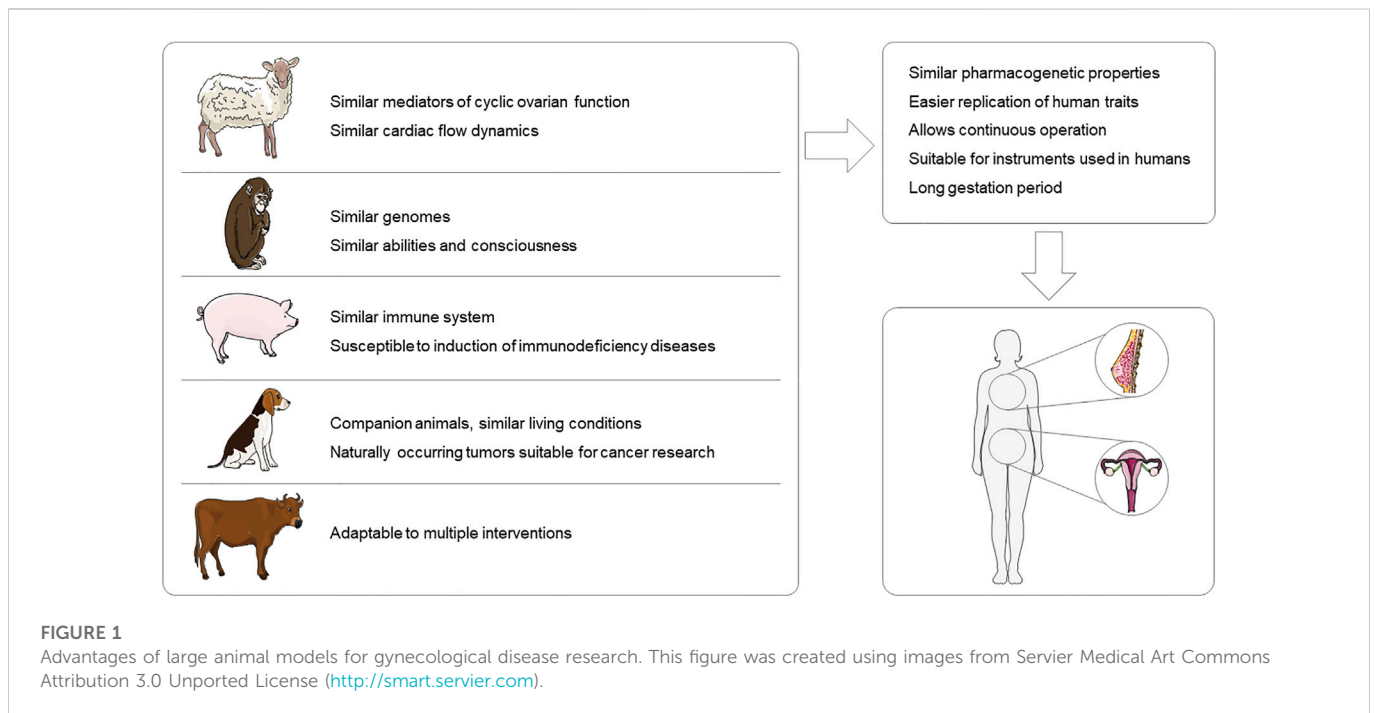 Similar mediators of cyclic ovarian function
Similar cardiac flow dynamics
Similar genomes
Similar abilities and consciousness
Similar immune system
Susceptible to induction of immunodeficiency diseases
Companion animals, similar living conditions
Naturally occurring tumors suitable for cancer research
Adaptable to multiple interventions
Similar pharmacogenetic properties
Easier replication of human traits
Allows continuous operation
Suitable for instruments used in humans
Long gestation period
FIGURE 1
Advantages of large animal models for gynecological disease research. This figure was created using images from Servier Medical Art Commons
Attribution 3.0 Unported License (http://smart.servier.com).